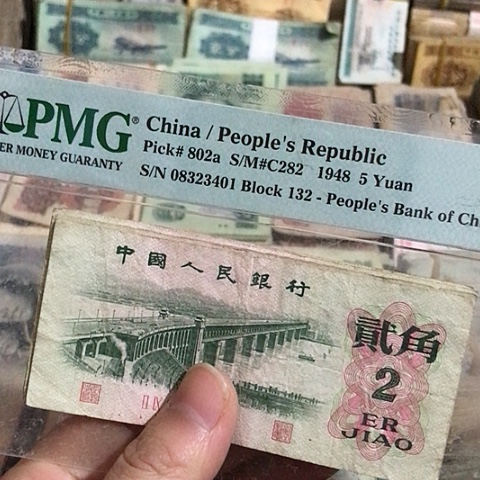 PMG®
ER MONEY GUARANTY
China / People's Republic
Pick# 802a S/M#C282 1948 5 Yuan
S/N 08323401 Block 132 - People's Bank of Ch
中國人民銀行
貳角
2
ER
JIAO